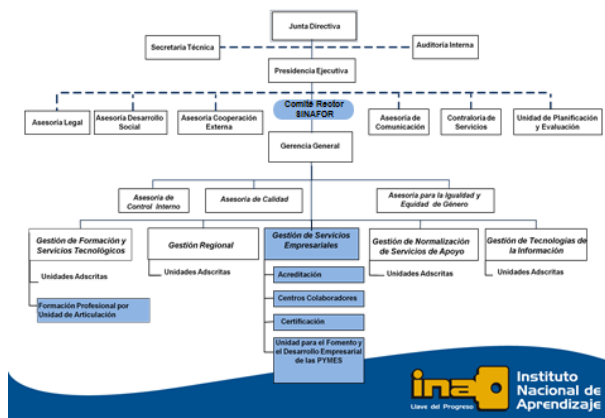 Junta Directiva
Secretaria Técnica
Auditoria Interna
Presidencia Ejecutiva
Comité Rector
SINAFOR
Asesoría Legal
Asesoría Desarrollo
Social
Asesoría Cooperación
Externa
Asesoría de
Comunicación
Contraloría de
Servicios
Unidad de Planificación
y Evaluación
Gerencia General
Asesoría de
Control Interno
Asesoría de Calidad
Asesoría para la Igualdad y
Equidad de Género
Gestión de Formación y
Servicios Tecnológicos
Gestión Regional
Gestión de Servicios
Empresariales
Gestión de Normalización
de Servicios de Apoyo
Gestión de Tecnologías de
la Información
Unidades Adscritas
Unidades Adscritas
Acreditación
Unidades Adscritas
Unidades Adscritas
Formación Profesional por
Unidad de Articulación
Centros Colaboradores
Certificación
Unidad para el Fomento y
el Desarrollo Empresarial
de las PYMES
ina
Llave del Progreso
Instituto
Nacional de
Aprendizaje